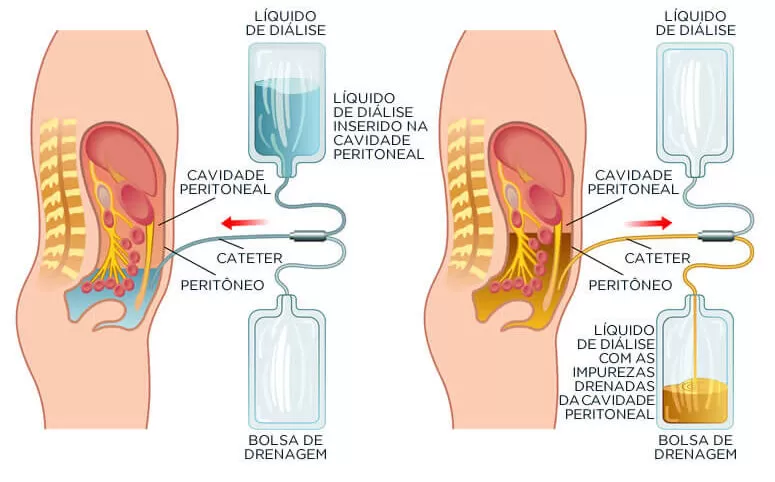 LÍQUIDO
DE DIÁLISE
LÍQUIDO
DE DIÁLISE
INSERIDO NA
CAVIDADE
PERITONEAL
CAVIDADE
PERITONEAL
CATETER
PERITÔNEO
BOLSA DE
DRENAGEM
LÍQUIDO
DE DIÁLISE
CAVIDADE
PERITONEAL
CATETER
PERITÔNEO
LÍQUIDO
DE DIÁLISE
COM AS
IMPUREZAS
DRENADAS
DA CAVIDADE
PERITONEAL
BOLSA DE
DRENAGEM